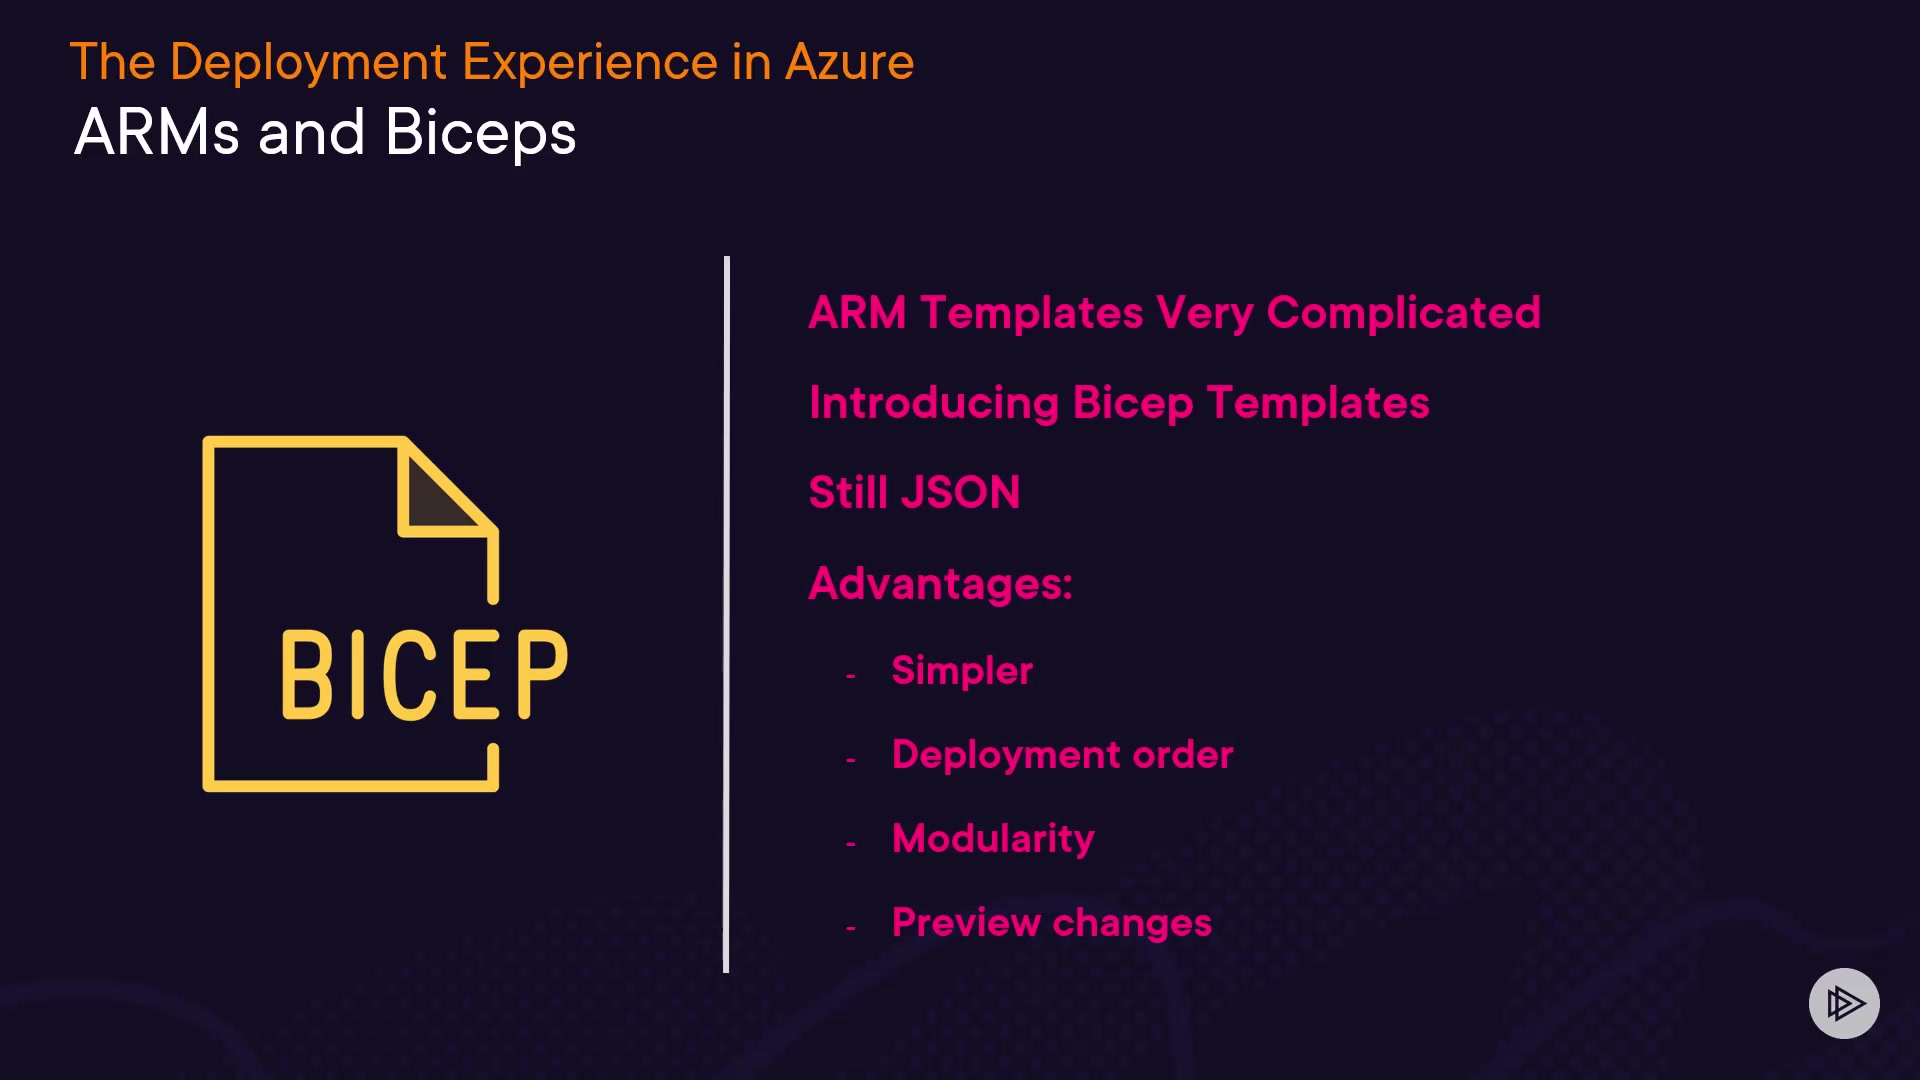 The Deployment Experience in Azure
ARMs and Biceps
BICEP
ARM Templates Very Complicated
Introducing Bicep Templates
Still JSON
Advantages:
- Simpler
- Deployment order
- Modularity
- Preview changes